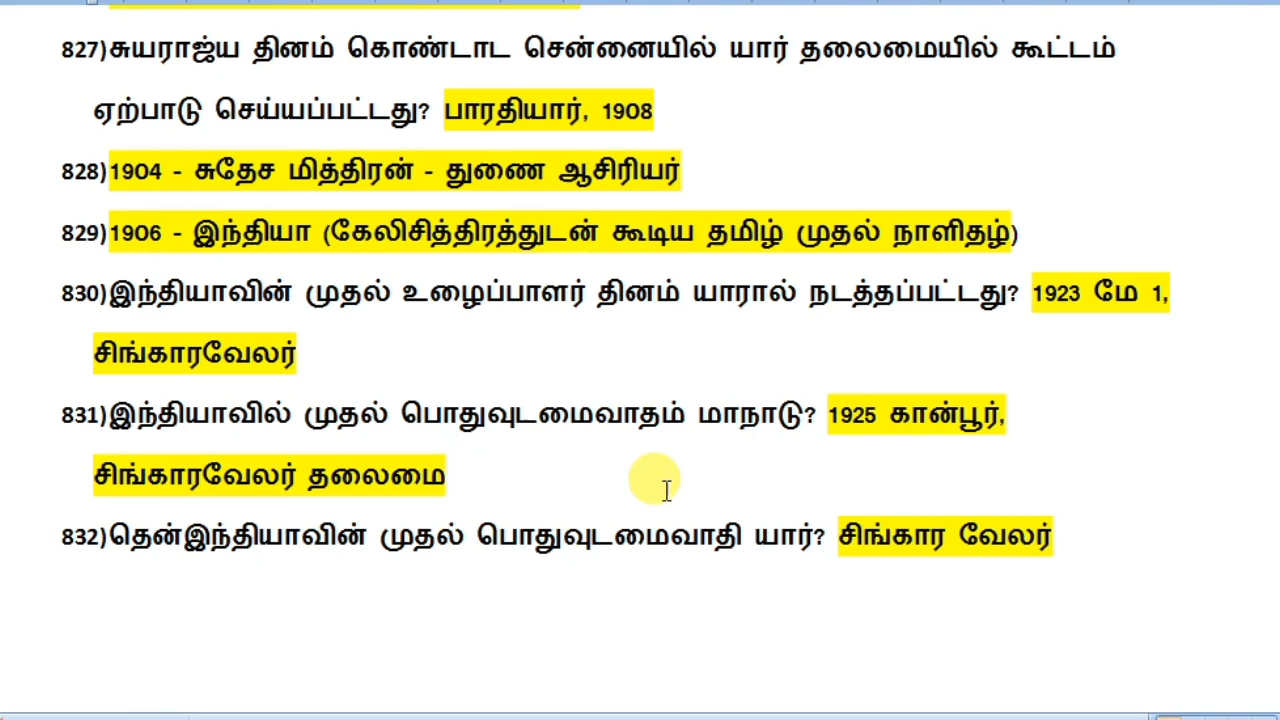 827)சுயராஜ்ய தினம் கொண்டாட சென்னையில் யார் தலைமையில் கூட்டம்
ஏற்பாடு செய்யப்பட்டது? பாரதியார், 1908
828)1904 - சுதேச மித்திரன் - துணை ஆசிரியர்
829)1906 - இந்தியா (கேலிசித்திரத்துடன் கூடிய தமிழ் முதல் நாளிதழ்)
830)இந்தியாவின் முதல் உழைப்பாளர் தினம் யாரால் நடத்தப்பட்டது? 1923 மே 1,
சிங்காரவேலர்
831)இந்தியாவில் முதல் பொதுவுடமைவாதம் மாநாடு? 1925 கான்பூர்,
சிங்காரவேலர் தலைமை
832)தென்இந்தியாவின் முதல் பொதுவுடமைவாதி யார்? சிங்கார வேலர்